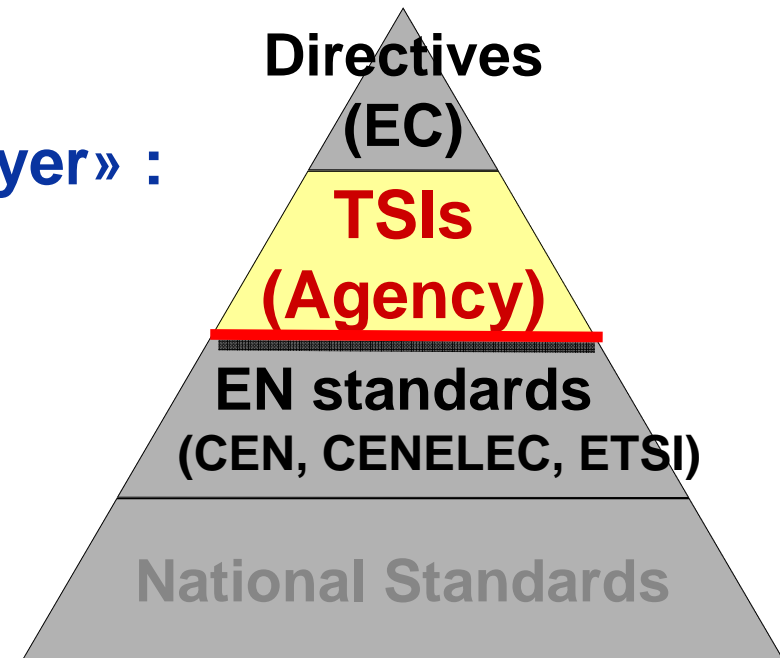 Directives
(EC)
yer» :
TSIs
(Agency)
EN standards
(CEN, CENELEC, ETSI)
National Standards